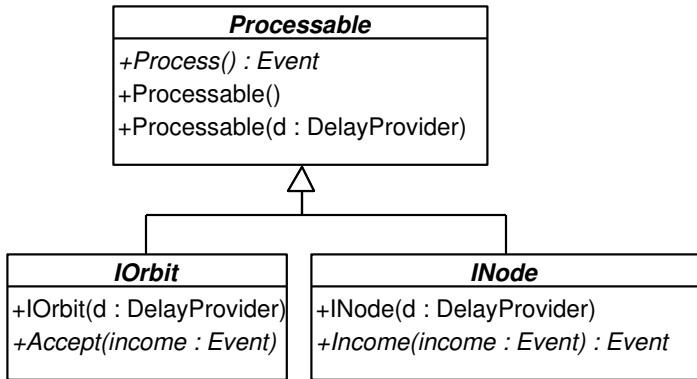 Processable
+Process() : Event
+Processable()
+Processable(d : DelayProvider)
IOrbit
+IOrbit(d : DelayProvider)
+Accept(income : Event)
INode
+INode(d : DelayProvider)
+Income(income : Event) : Event